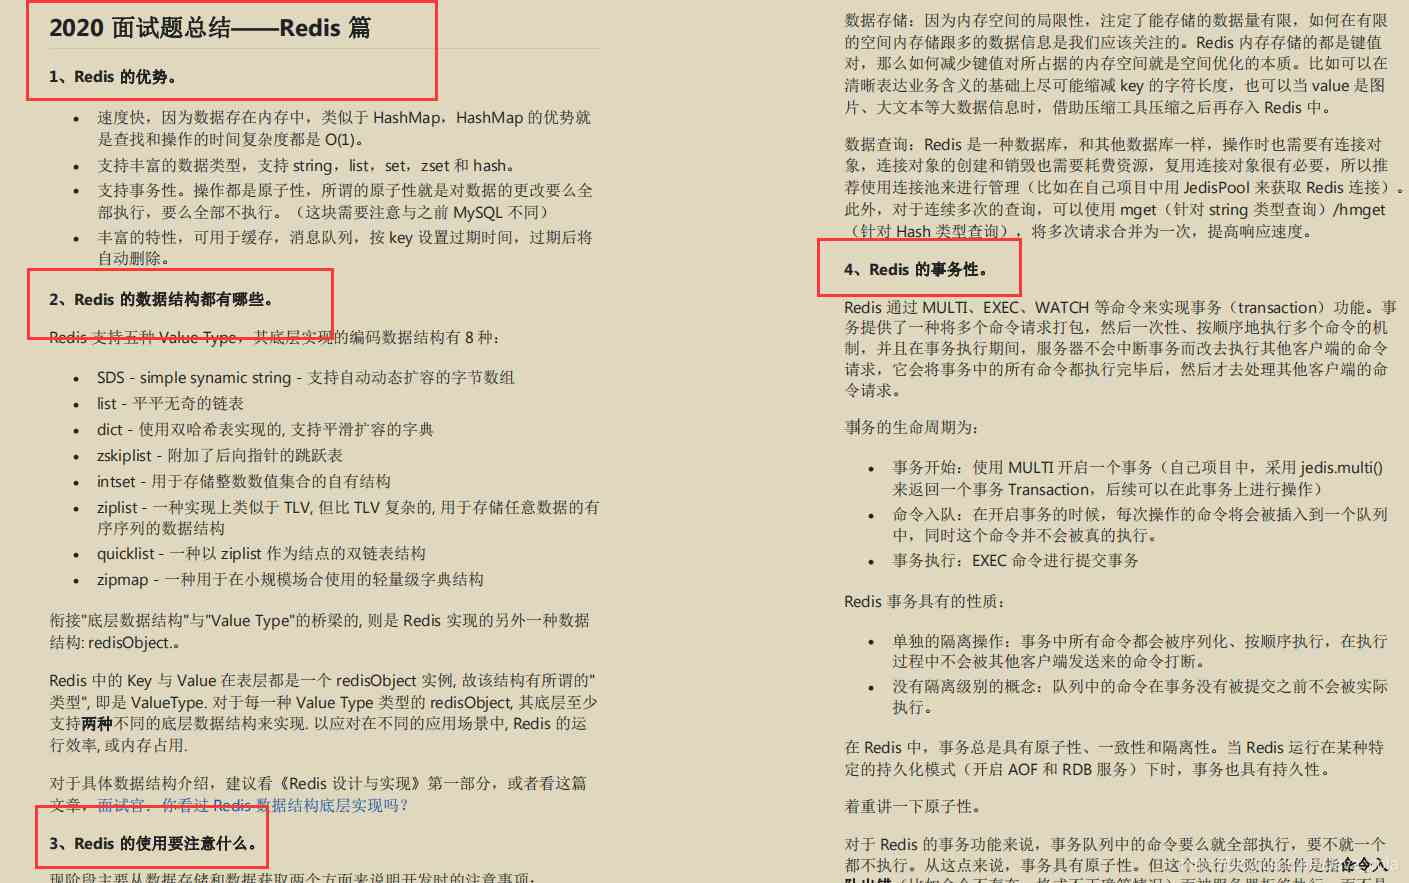 2020 面试题总结——Redis 篇
1、Redis 的优势。
• 速度快，因为数据存在内存中，类似于 HashMap，HashMap 的优势就
是查找和操作的时间复杂度都是 O(1)。
• 支持丰富的数据类型，支持 string，list，set，zset 和 hash。
• 支持事务性。操作都是原子性，所谓的原子性就是对数据的更改要么全
部执行，要么全部不执行。（这块需要注意与之前 MySQL 不同）
• 丰富的特性，可用于缓存，消息队列，按 key 设置过期时间，过期后将
自动删除。
2、Redis 的数据结构都有哪些。
Redis 支持五种 Value Type，其底层实现的编码数据结构有 8 种：
• SDS - simple synamic string - 支持自动动态扩容的字节数组
• list - 平平无奇的链表
• dict - 使用双哈希表实现的, 支持平滑扩容的字典
• zskiplist - 附加了后向指针的跳跃表
• intset - 用于存储整数数值集合的自有结构
• ziplist - 一种实现上类似于 TLV, 但比 TLV 复杂的, 用于存储任意数据的有
序序列的数据结构
• quicklist - 一种以 ziplist 作为结点的双链表结构
• zipmap - 一种用于在小规模场合使用的轻量级字典结构
衔接"底层数据结构"与"Value Type"的桥梁的, 则是 Redis 实现的另外一种数据
结构: redisObject.。
Redis 中的 Key 与 Value 在表层都是一个 redisObject 实例, 故该结构有所谓的"
类型", 即是 ValueType. 对于每一种 Value Type 类型的 redisObject, 其底层至少
支持两种不同的底层数据结构来实现. 以应对在不同的应用场景中, Redis 的运
行效率, 或内存占用.
对于具体数据结构介绍，建议看《Redis 设计与实现》第一部分，或者看这篇
文章，面试官：你看过 Redis 数据结构底层实现吗？
3、Redis 的使用要注意什么。
现阶段主要从数据存储和数据获取两个方面来说明开发时的注意事项：
数据存储：因为内存空间的局限性，注定了能存储的数据量有限，如何在有限
的空间内存储跟多的数据信息是我们应该关注的。Redis 内存存储的都是键值
对，那么如何减少键值对所占据的内存空间就是空间优化的本质。比如可以在
清晰表达业务含义的基础上尽可能缩减 key 的字符长度，也可以当 value 是图
片、大文本等大数据信息时，借助压缩工具压缩之后再存入 Redis 中。
数据查询：Redis 是一种数据库，和其他数据库一样，操作时也需要有连接对
象，连接对象的创建和销毁也需要耗费资源，复用连接对象很有必要，所以推
荐使用连接池来进行管理（比如在自己项目中用 JedisPool 来获取 Redis 连接）。
此外，对于连续多次的查询，可以使用 mget（针对 string 类型查询）/hmget
（针对 Hash 类型查询），将多次请求合并为一次，提高响应速度。
4、Redis 的事务性。
Redis 通过 MULTI、EXEC、WATCH 等命令来实现事务（transaction）功能。事
务提供了一种将多个命令请求打包，然后一次性、按顺序地执行多个命令的机
制，并且在事务执行期间，服务器不会中断事务而改去执行其他客户端的命令
请求，它会将事务中的所有命令都执行完毕后，然后才去处理其他客户端的命
令请求。
事务的生命周期为：
• 事务开始：使用 MULTI 开启一个事务（自己项目中，采用 jedis.multi()
来返回一个事务 Transaction，后续可以在此事务上进行操作）
• 命令入队：在开启事务的时候，每次操作的命令将会被插入到一个队列
中，同时这个命令并不会被真的执行。
• 事务执行：EXEC 命令进行提交事务
Redis 事务具有的性质：
• 单独的隔离操作：事务中所有命令都会被序列化、按顺序执行，在执行
过程中不会被其他客户端发送来的命令打断。
• 没有隔离级别的概念：队列中的命令在事务没有被提交之前不会被实际
执行。
在 Redis 中，事务总是具有原子性、一致性和隔离性。当 Redis 运行在某种特
定的持久化模式（开启 AOF 和 RDB 服务）下时，事务也具有持久性。
着重讲一下原子性。
对于 Redis 的事务功能来说，事务队列中的命令要么就全部执行，要不就一个
都不执行。从这点来说，事务具有原子性。但这个执行失败的条件是指命令入